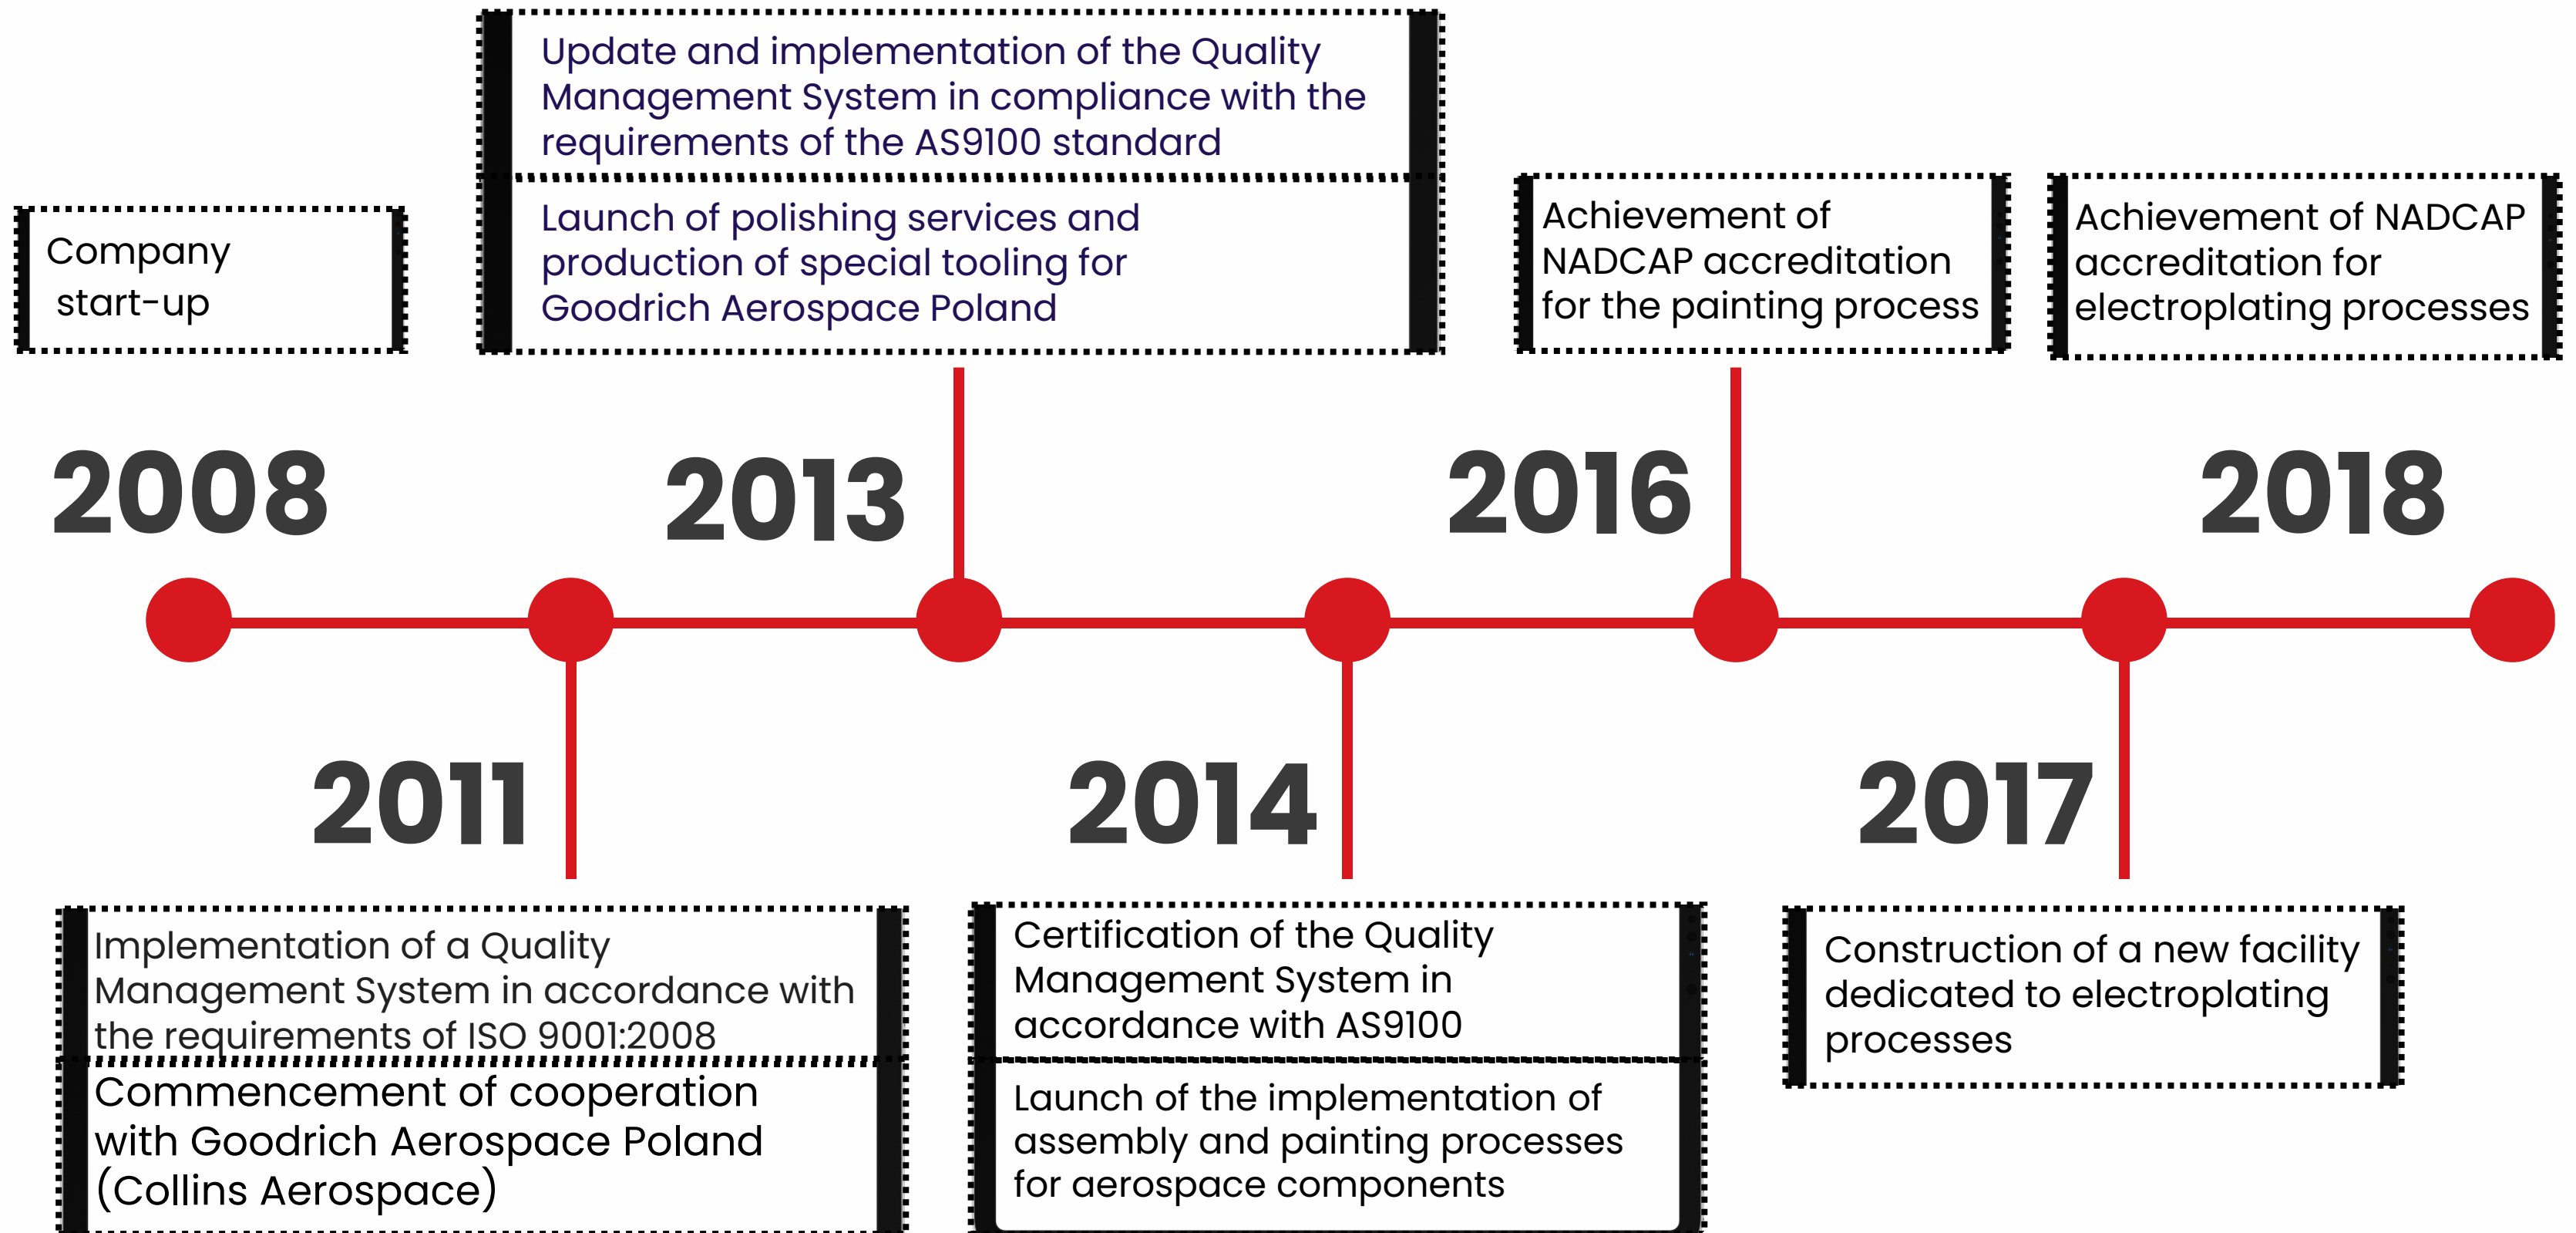 Update and implementation of the Quality
Management System in compliance with the
requirements of the AS9100 standard
Launch of polishing services and
production of special tooling for
Goodrich Aerospace Poland
Company
start-up
Achievement of
NADCAP accreditation
for the painting process
Achievement of NADCAP
accreditation for
electroplating processes
2008
2013
2016
2018
2011
2014
2017
Implementation of a Quality
Management System in accordance with
the requirements of ISO 9001:2008
Commencement of cooperation
with Goodrich Aerospace Poland
(Collins Aerospace)
Certification of the Quality
Management System in
accordance with AS9100
Launch of the implementation of
assembly and painting processes
for aerospace components
Construction of a new facility
dedicated to electroplating
processes